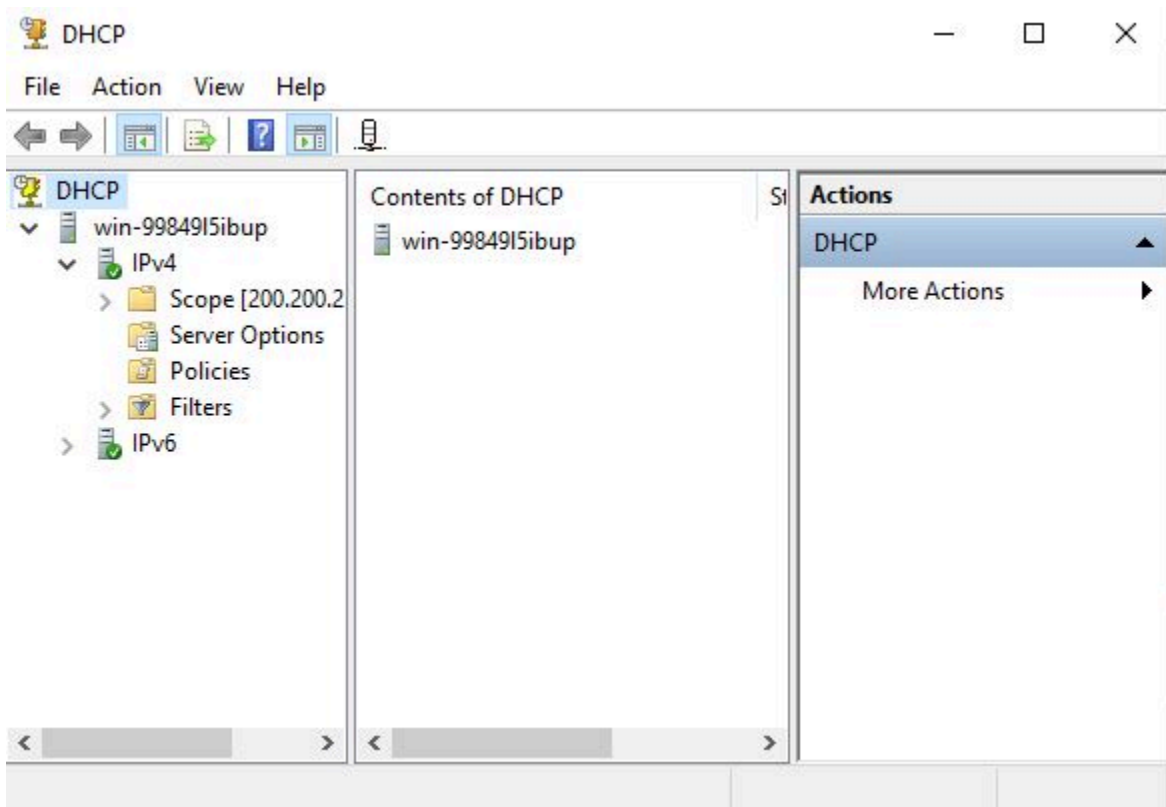 DHCP
File Action View Help
DHCP
win-99849l5ibup
IPv4
Scope [200.200.2
Server Options
Policies
Filters
IPv6
Contents of DHCP St
win-99849l5ibup
Actions
DHCP
More Actions